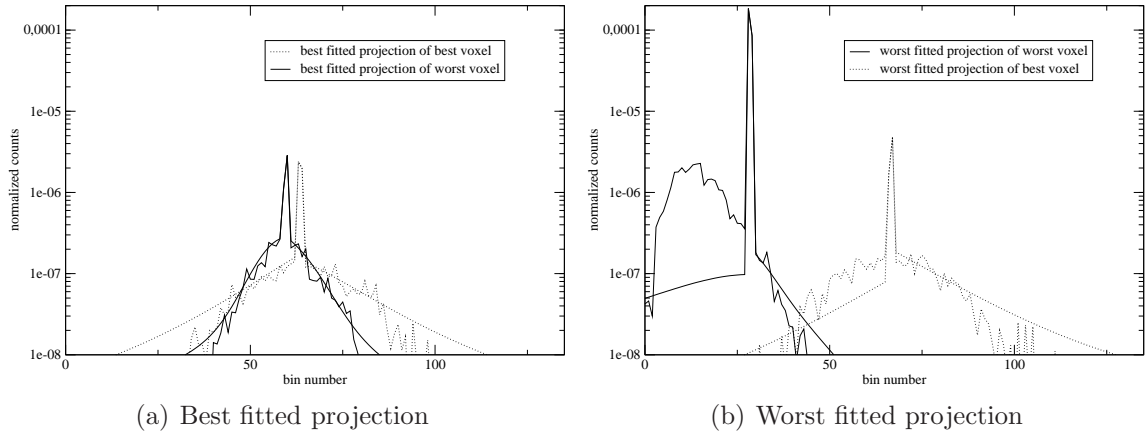 0,0001
1e-05
1e-06
1e-07
1e-08
normalized counts
0
50
100
bin number
best fitted projection of best voxel
best fitted projection of worst voxel
(a) Best fitted projection
0,0001
1e-05
1e-06
1e-07
1e-08
normalized counts
0
50
100
bin number
worst fitted projection of worst voxel
worst fitted projection of best voxel
(b) Worst fitted projection